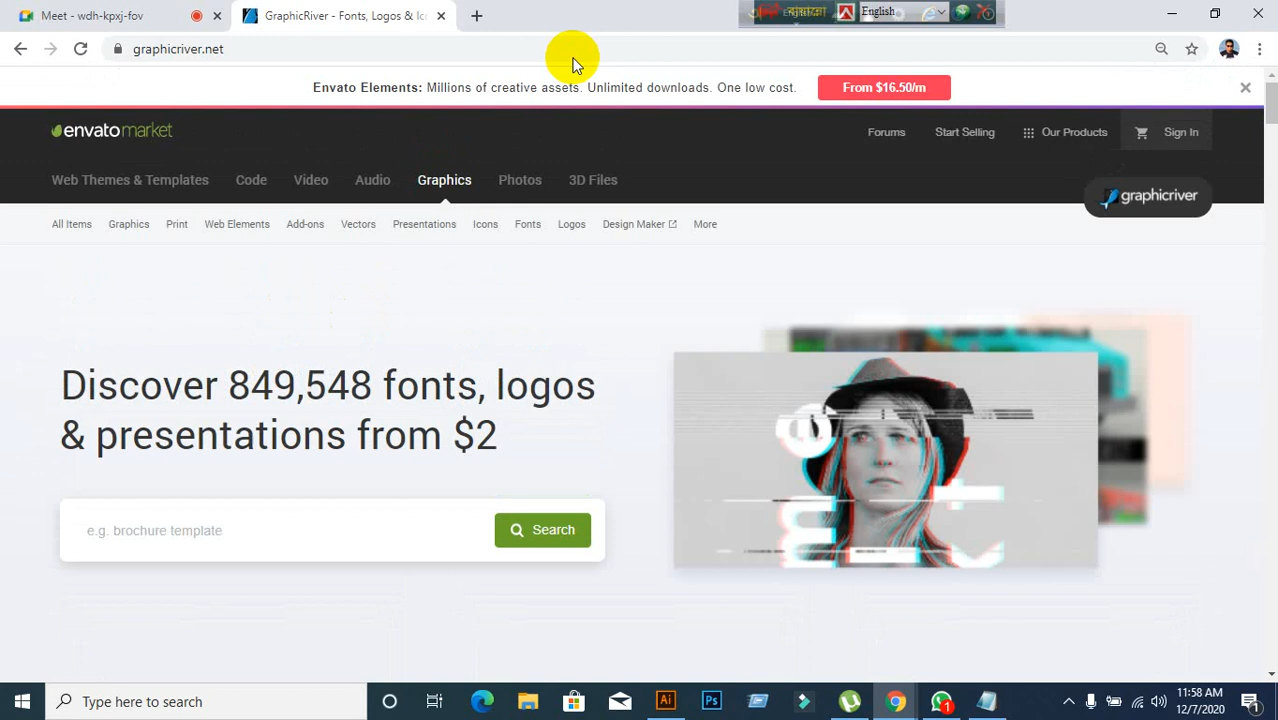 GraphicRiver - Fonts, Logos & Ic
English
graphicriver.net
Envato Elements: Millions of creative assets. Unlimited downloads. One low cost.
From $16.50/m
envatomarket
Forums
Start Selling
Our Products
Sign In
Web Themes & Templates
Code
Video
Audio
Graphics
Photos
3D Files
graphicriver
All Items
Graphics
Print
Web Elements
Add-ons
Vectors
Presentations
Icons
Fonts
Logos
Design Maker
More
Discover 849,548 fonts, logos
& presentations from $2
e.g. brochure template
Search
Type here to search
Ai
Ps
1
11:58 AM
12/7/2020
1